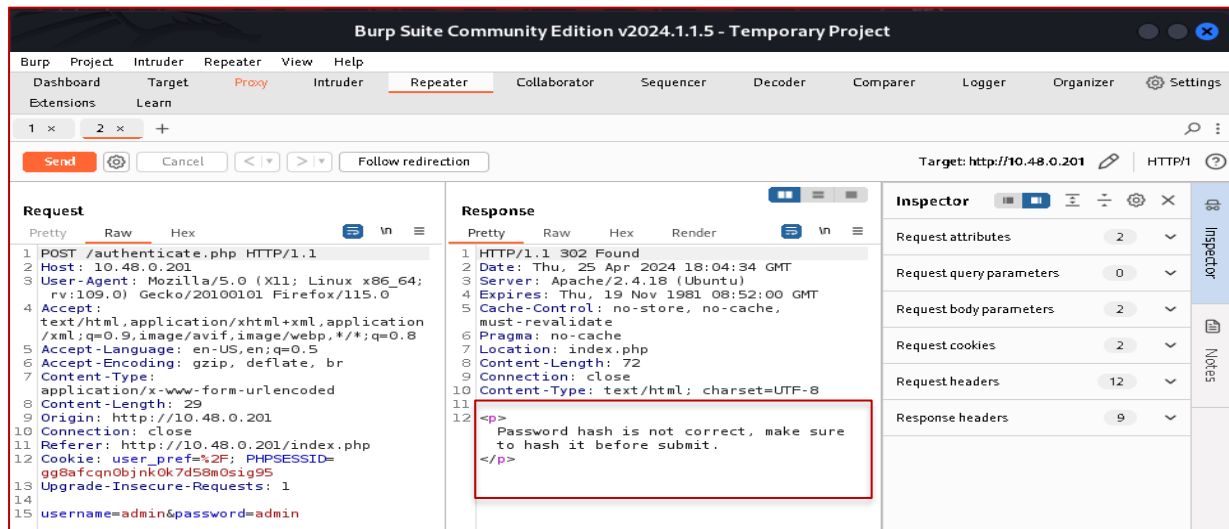 Burp Suite Community Edition v2024.1.1.5 - Temporary Project
Burp Project Intruder Repeater View Help
Dashboard Target Proxy Intruder Repeater Collaborator Sequencer Decoder Comparer Logger Organizer Settings
Extensions Learn
1 × 2 × +
Send Cancel < > Follow redirection Target: http://10.48.0.201 HTTP/1 ?
Request
Pretty Raw Hex \n
1 POST /authenticate.php HTTP/1.1
2 Host: 10.48.0.201
3 User-Agent: Mozilla/5.0 (X11; Linux x86_64;
rv:109.0) Gecko/20100101 Firefox/115.0
4 Accept:
text/html,application/xhtml+xml,application
/xml;q=0.9,image/avif,image/webp,*/*;q=0.8
5 Accept-Language: en-US,en;q=0.5
6 Accept-Encoding: gzip, deflate, br
7 Content-Type:
application/x-www-form-urlencoded
8 Content-Length: 29
9 Origin: http://10.48.0.201
10 Connection: close
11 Referer: http://10.48.0.201/index.php
12 Cookie: user_pref=%2F; PHPSESSID=
gg8afcqn0bjnk0k7d58m0sig95
13 Upgrade-Insecure-Requests: 1
14
15 username=admin&password=admin
Response
Pretty Raw Hex Render \n
1 HTTP/1.1 302 Found
2 Date: Thu, 25 Apr 2024 18:04:34 GMT
3 Server: Apache/2.4.18 (Ubuntu)
4 Expires: Thu, 19 Nov 1981 08:52:00 GMT
5 Cache-Control: no-store, no-cache,
must-revalidate
6 Pragma: no-cache
7 Location: index.php
8 Content-Length: 72
9 Connection: close
10 Content-Type: text/html; charset=UTF-8
11
12 <p>
Password hash is not correct, make sure
to hash it before submit.
</p>
Inspector
Request attributes 2
Request query parameters 0
Request body parameters 2
Request cookies 2
Request headers 12
Response headers 9
Inspector
Notes